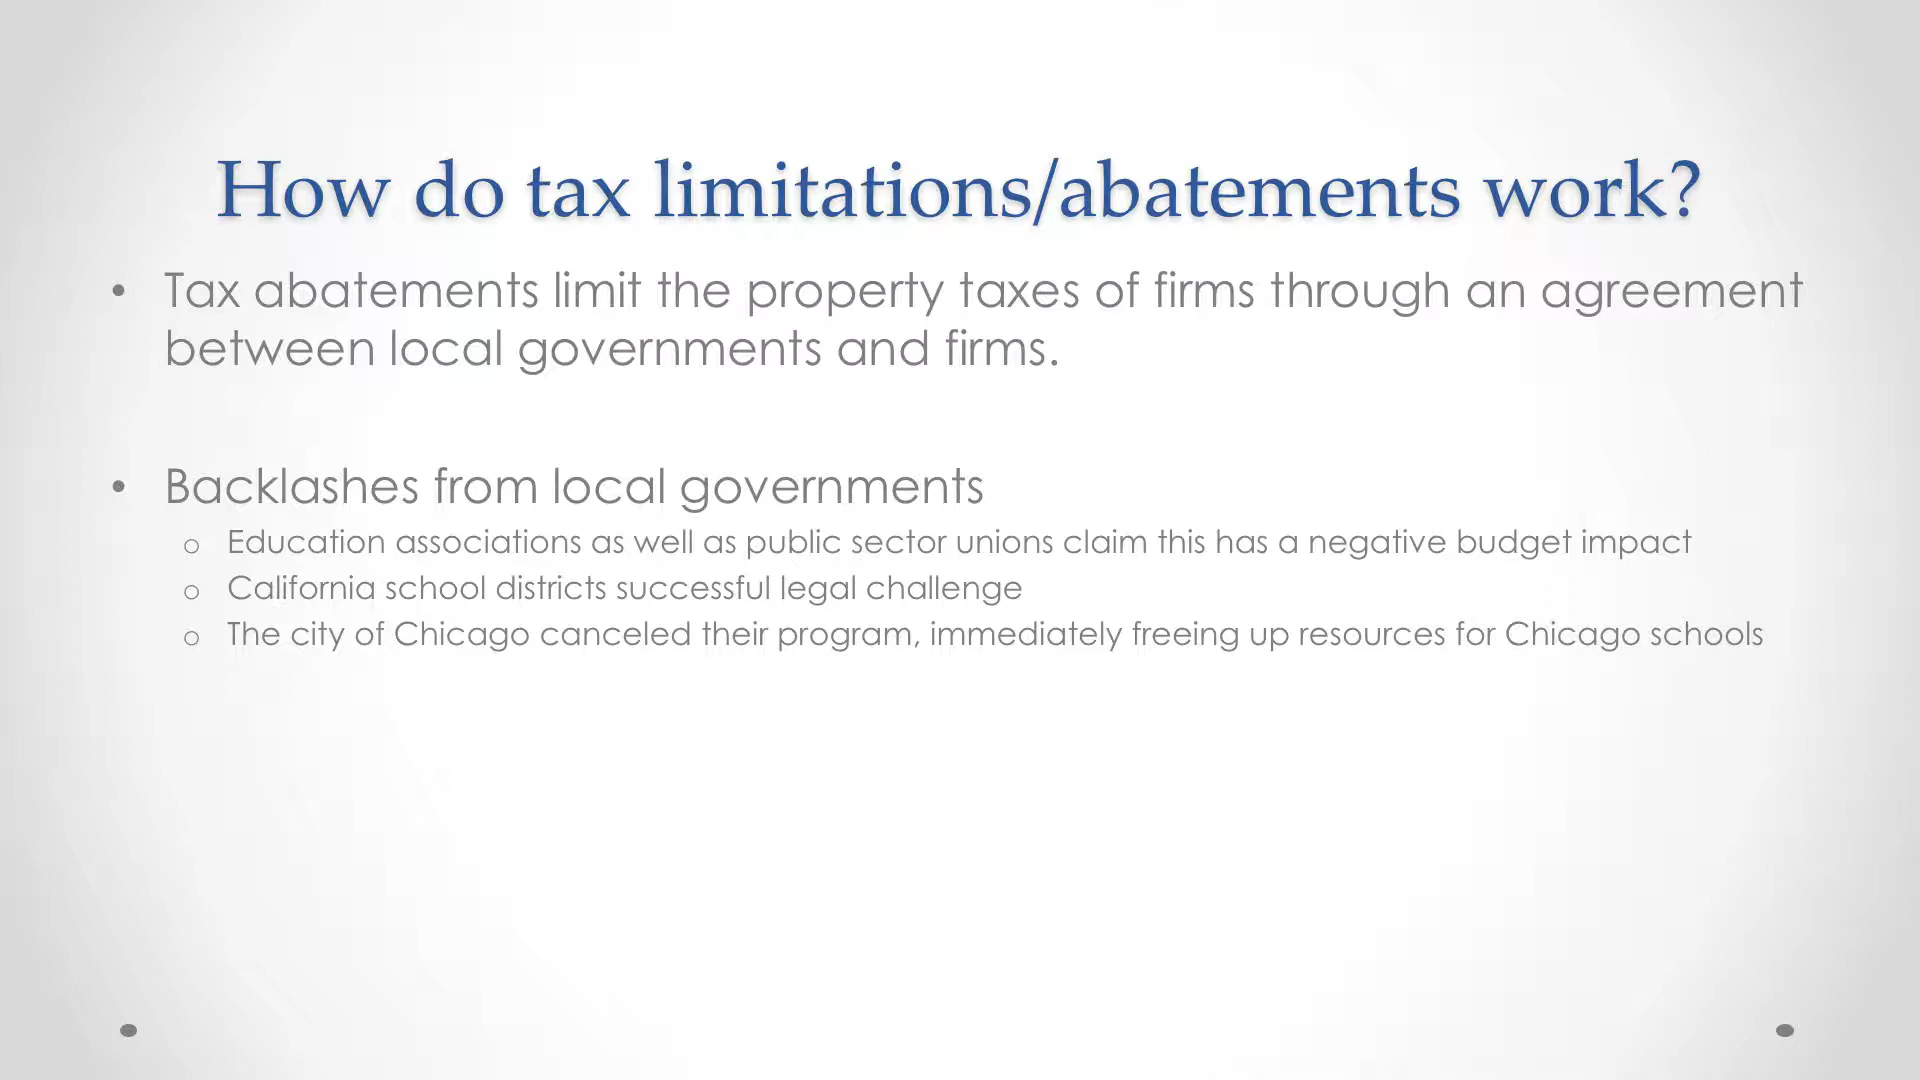 How do tax limitations/abatements work?
• Tax abatements limit the property taxes of firms through an agreement
between local governments and firms.
• Backlashes from local governments
o Education associations as well as public sector unions claim this has a negative budget impact
o California school districts successful legal challenge
o The city of Chicago canceled their program, immediately freeing up resources for Chicago schools